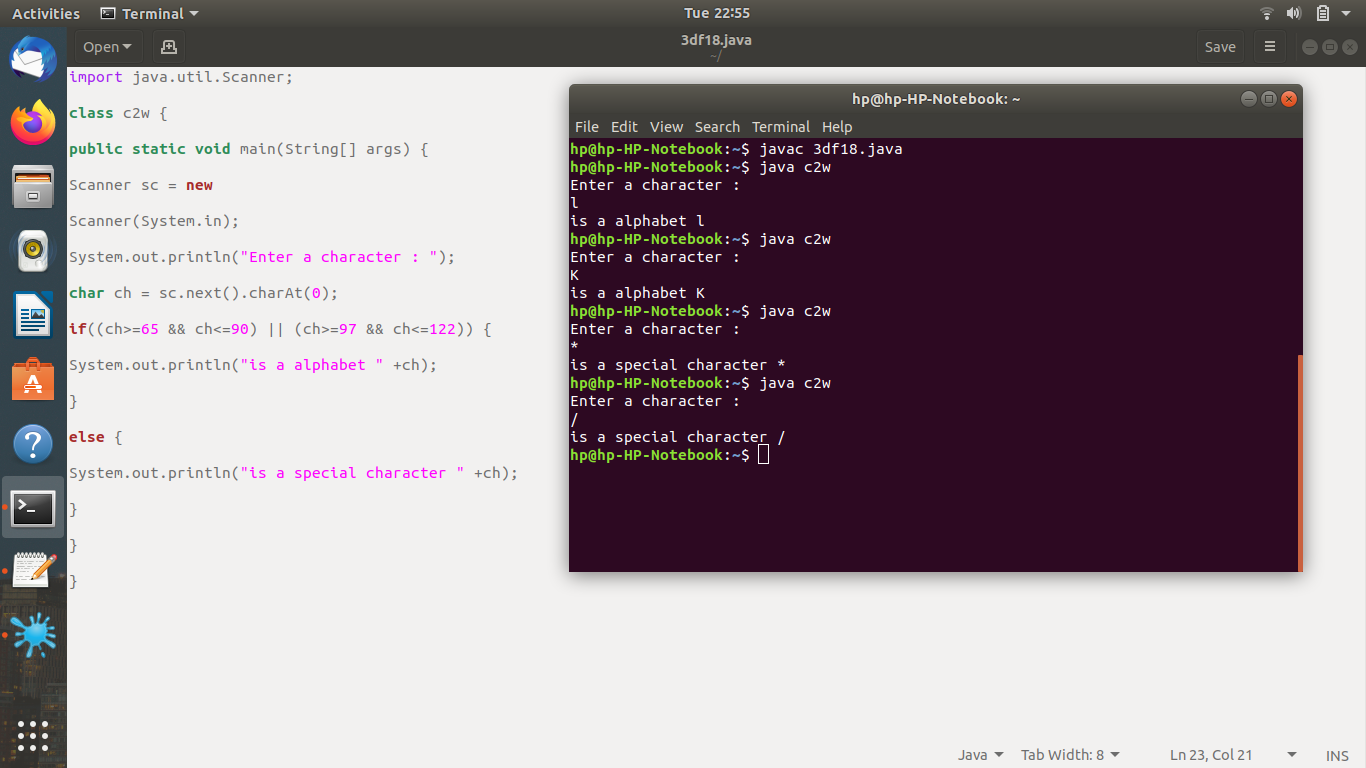 Activities Terminal Tue 22:55
Open 3df18.java Save
~/
import java.util.Scanner;
class c2w {
public static void main(String[] args) {
Scanner sc = new
Scanner(System.in);
System.out.println("Enter a character : ");
char ch = sc.next().charAt(0);
if((ch>=65 && ch<=90) || (ch>=97 && ch<=122)) {
System.out.println("is a alphabet " +ch);
}
else {
System.out.println("is a special character " +ch);
}
}
}
hp@hp-HP-Notebook: ~
File Edit View Search Terminal Help
hp@hp-HP-Notebook:~$ javac 3df18.java
hp@hp-HP-Notebook:~$ java c2w
Enter a character :
l
is a alphabet l
hp@hp-HP-Notebook:~$ java c2w
Enter a character :
K
is a alphabet K
hp@hp-HP-Notebook:~$ java c2w
Enter a character :
*
is a special character *
hp@hp-HP-Notebook:~$ java c2w
Enter a character :
/
is a special character /
hp@hp-HP-Notebook:~$
Java Tab Width: 8 Ln 23, Col 21 INS